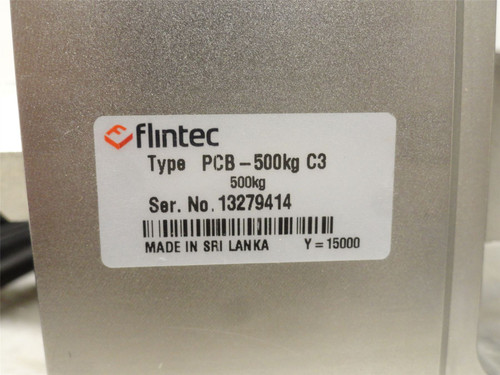 flintec
Type PCB-500kg C3
500kg
Ser. No. 13279414
MADE IN SRI LANKA Y = 15000